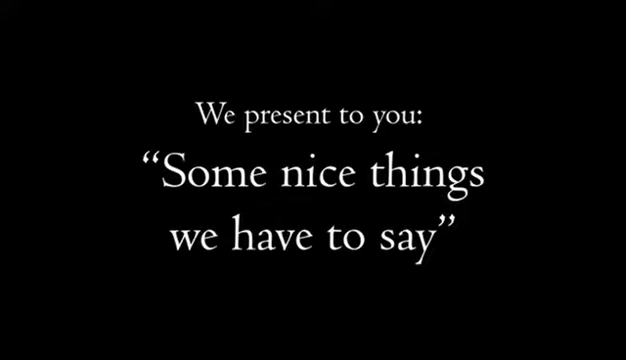 We present to you:
“Some nice things
we have to say”